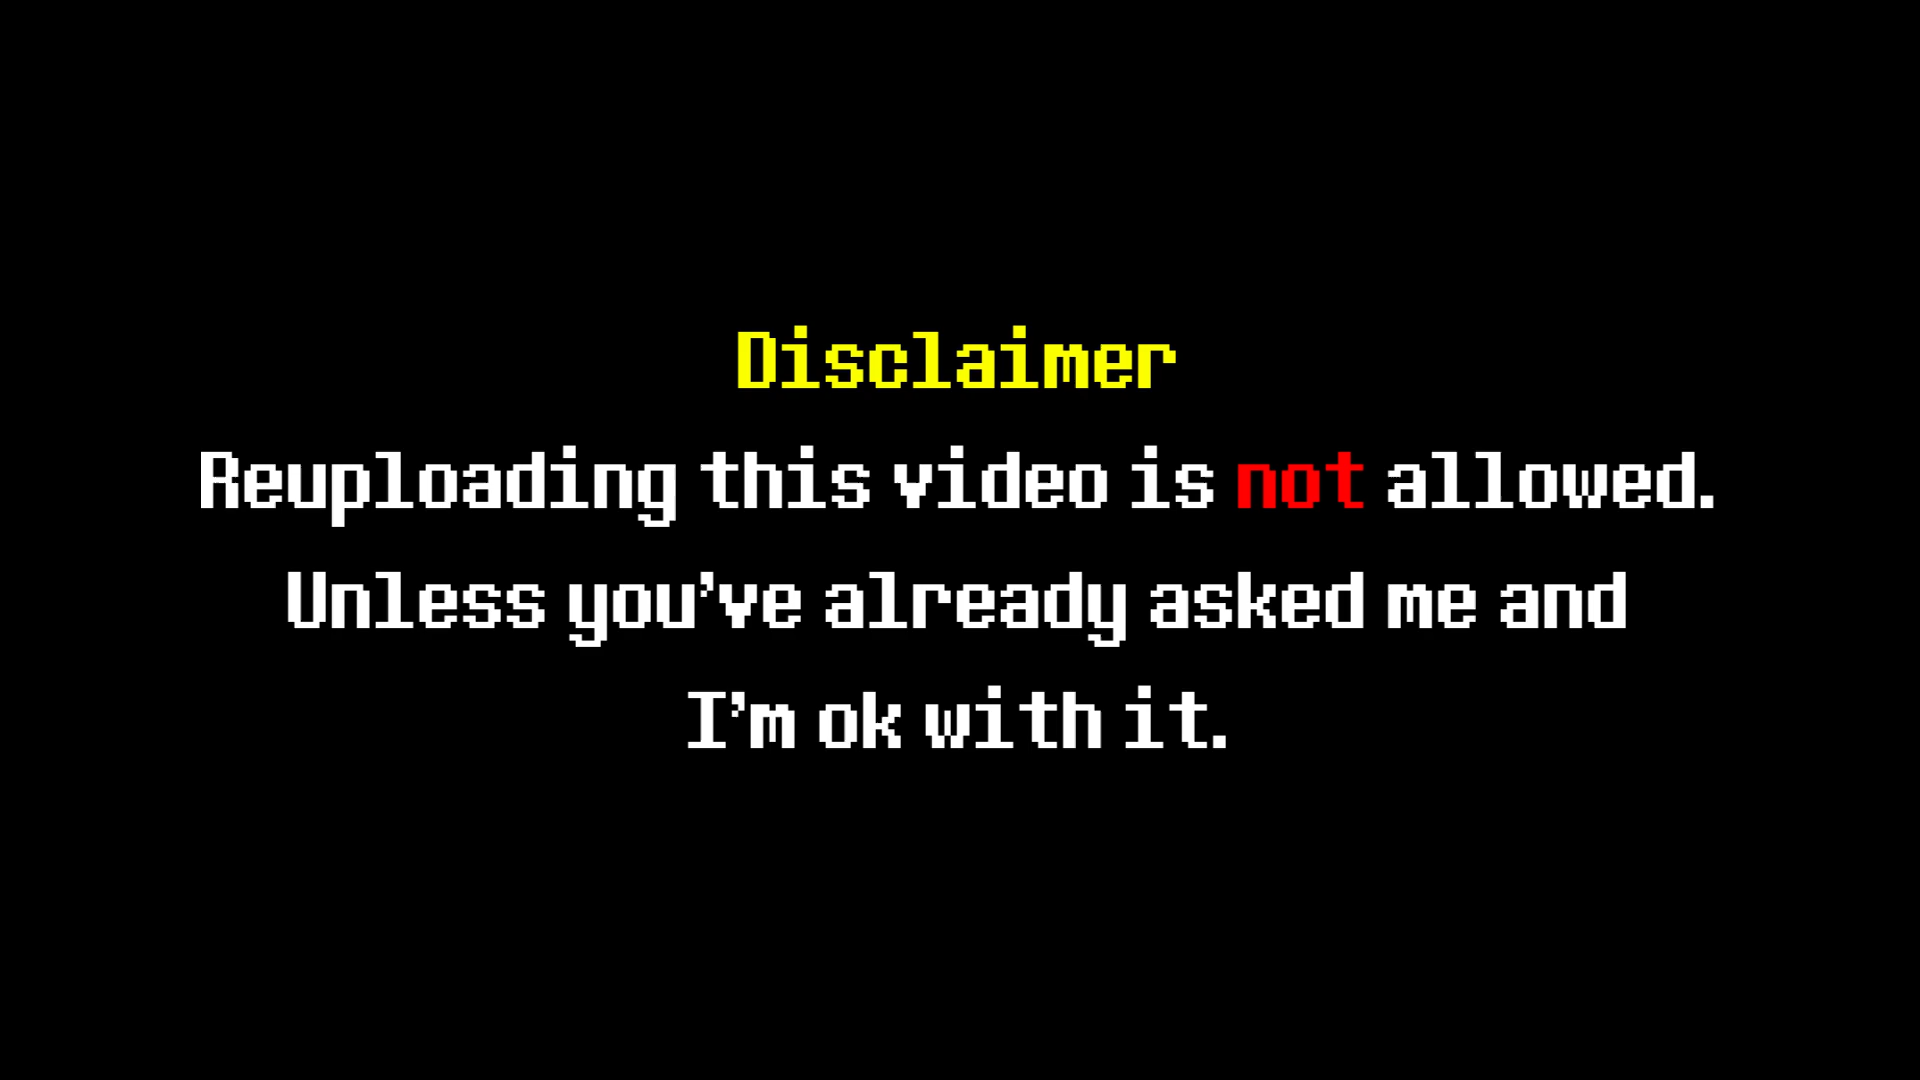 Disclaimer
Reuploading this video is not allowed.
Unless you've already asked me and
I'm ok with it.